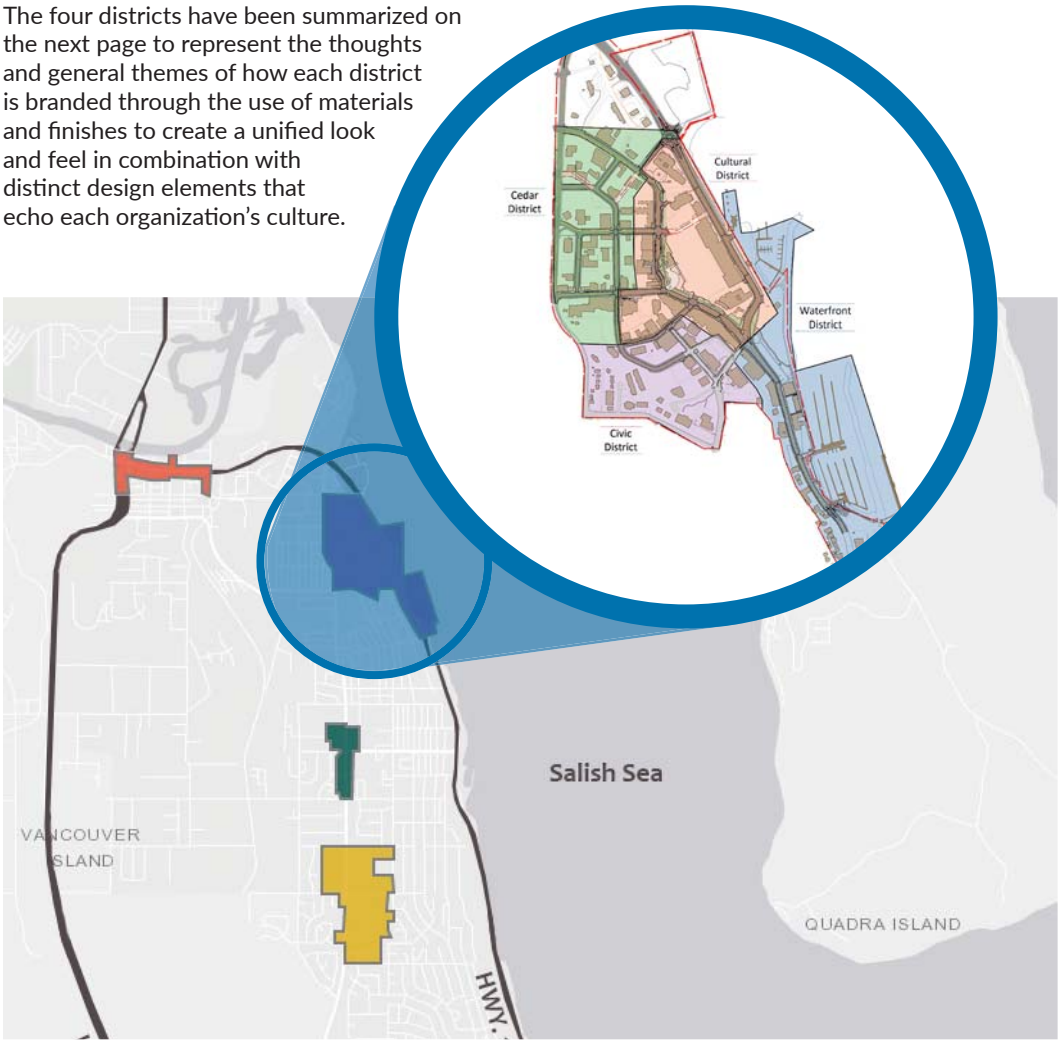 The four districts have been summarized on
the next page to represent the thoughts
and general themes of how each district
is branded through the use of materials
and finishes to create a unified look
and feel in combination with
distinct design elements that
echo each organization's culture.
Cultural
District
Cedar
District
Waterfront
District
Civic
District
Salish Sea
VANCOUVER
ISLAND
QUADRA ISLAND
HWY.